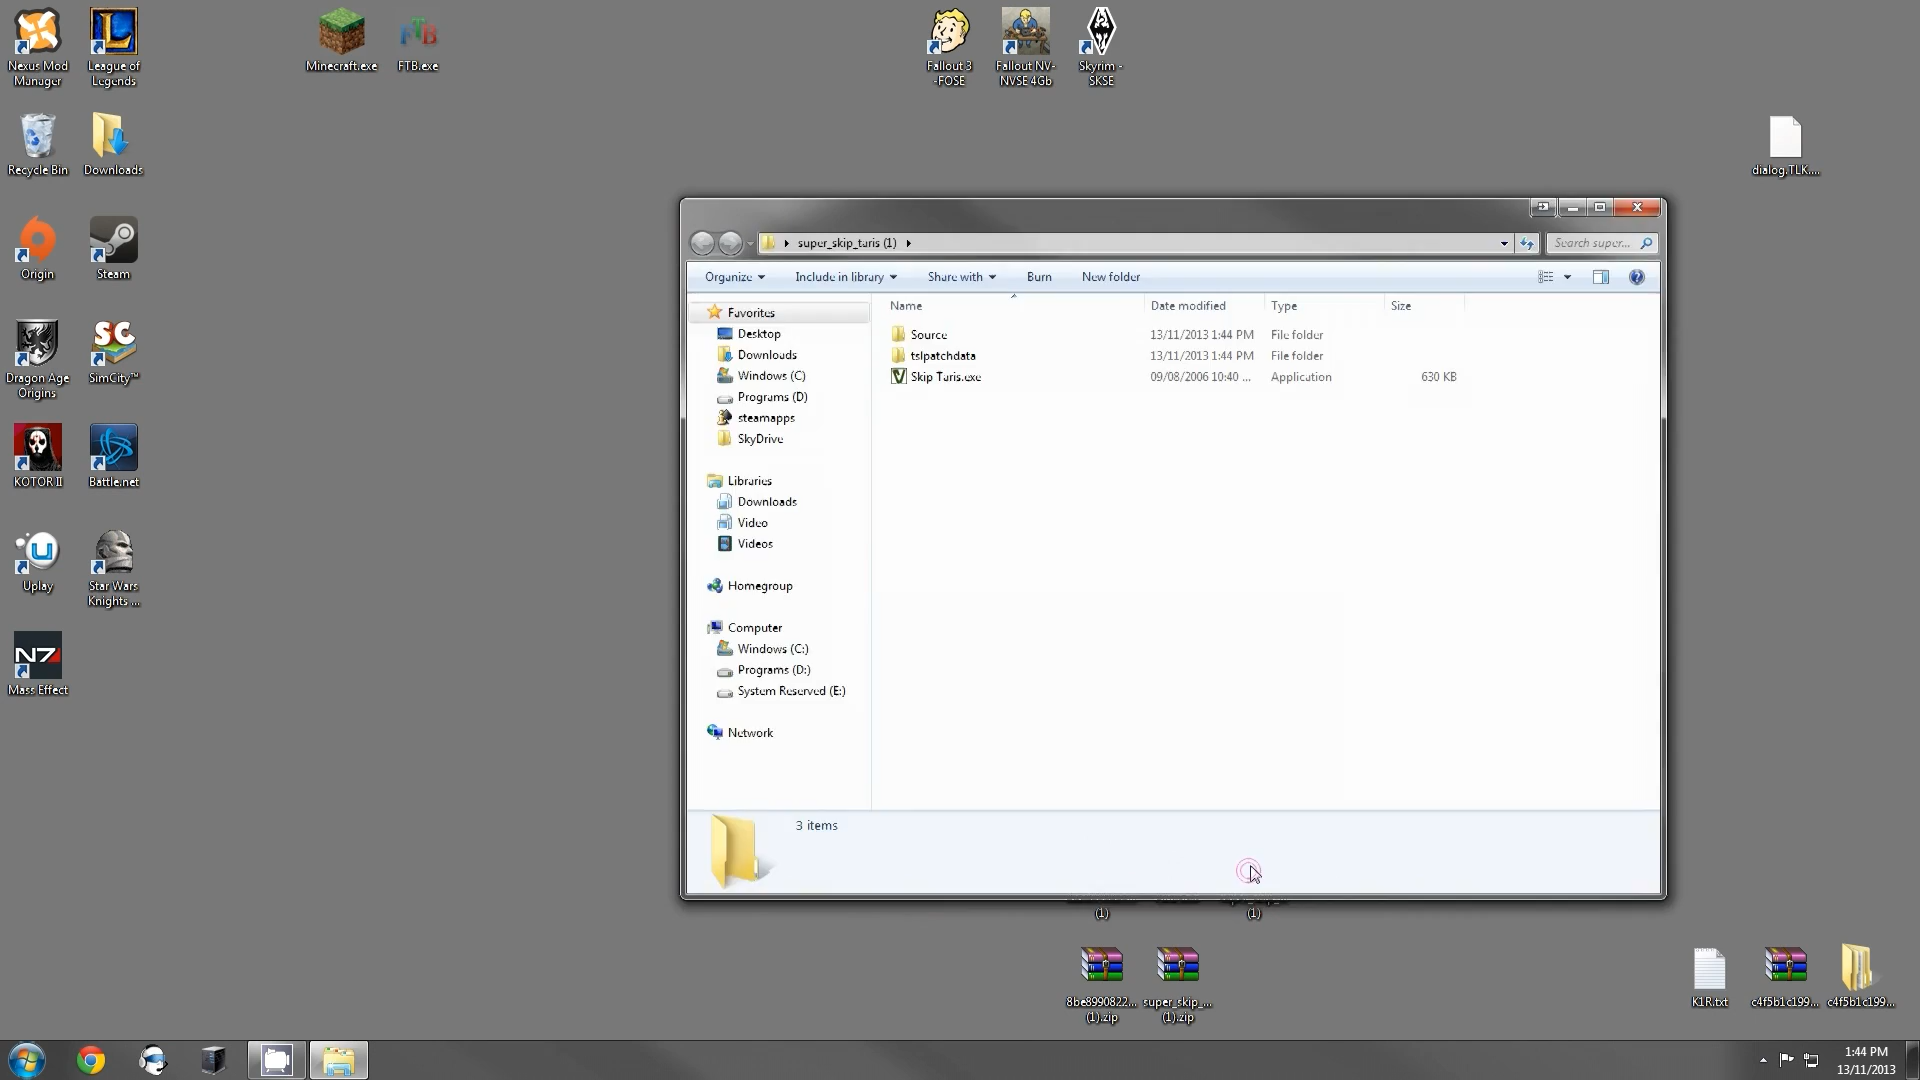 Nexus Mod
Manager
League of
Legends
Minecraft.exe
FTB.exe
Fallout 3
-FOSE
Fallout NV-
NVSE 4Gb
Skyrim -
SKSE
Recycle Bin
Downloads
dialog.TLK....
Origin
Steam
Dragon Age
Origins
SimCity™
KOTOR II
Battle.net
Uplay
Star Wars
Knights ...
Mass Effect
super_skip_taris (1)
Search super...
Organize
Include in library
Share with
Burn
New folder
Name
Date modified
Type
Size
Source
13/11/2013 1:44 PM
File folder
tslpatchdata
13/11/2013 1:44 PM
File folder
Skip Taris.exe
09/08/2006 10:40 ...
Application
630 KB
Favorites
Desktop
Downloads
Windows (C)
Programs (D)
steamapps
SkyDrive
Libraries
Downloads
Video
Videos
Homegroup
Computer
Windows (C:)
Programs (D:)
System Reserved (E:)
Network
3 items
(1)
(1)
8be8990822...
(1).zip
super_skip_...
(1).zip
K1R.txt
c4f5b1c199...
c4f5b1c199...
1:44 PM
13/11/2013